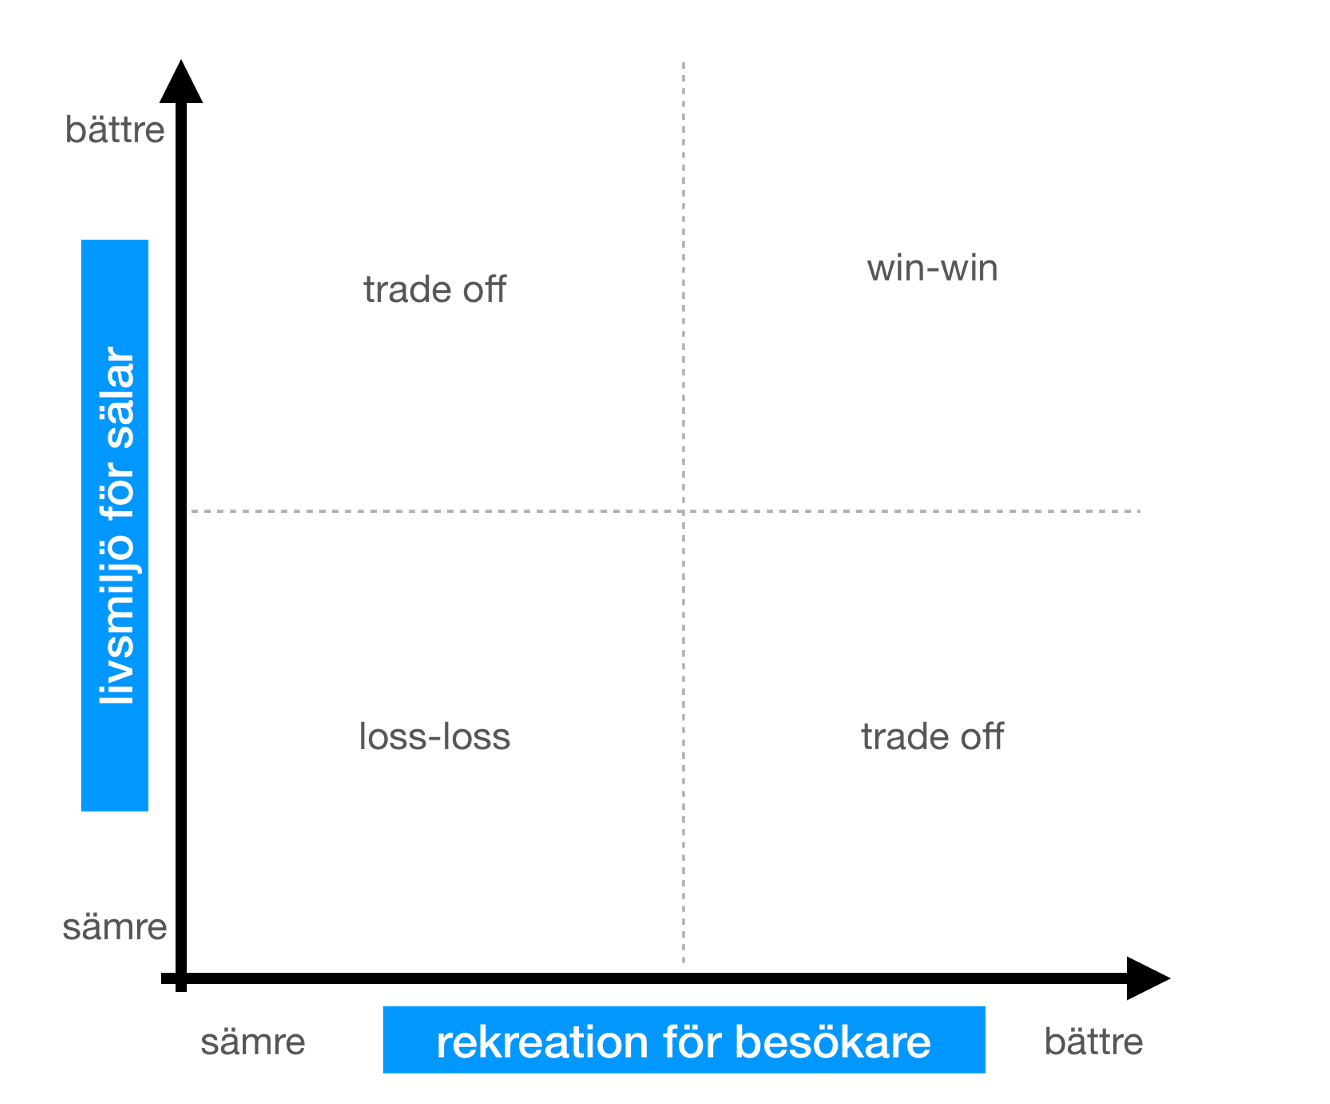 bättre
win-win
trade off
livsmiljö för sälar
loss-loss
trade off
sämre
sämre
rekreation för besökare
bättre